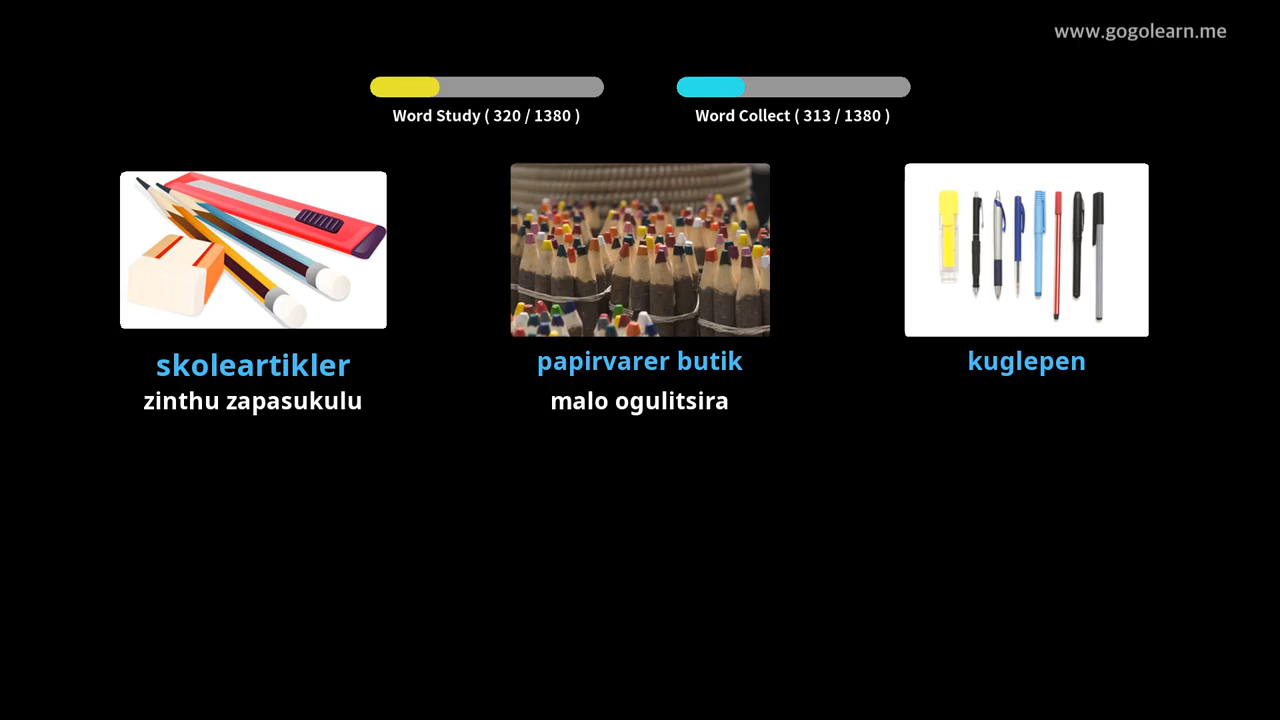 www.gogolearn.me
Word Study ( 320 / 1380 )
Word Collect ( 313 / 1380 )
skoleartikler
zinthu zapasukulu
papirvarer butik
malo ogulitsira
kuglepen